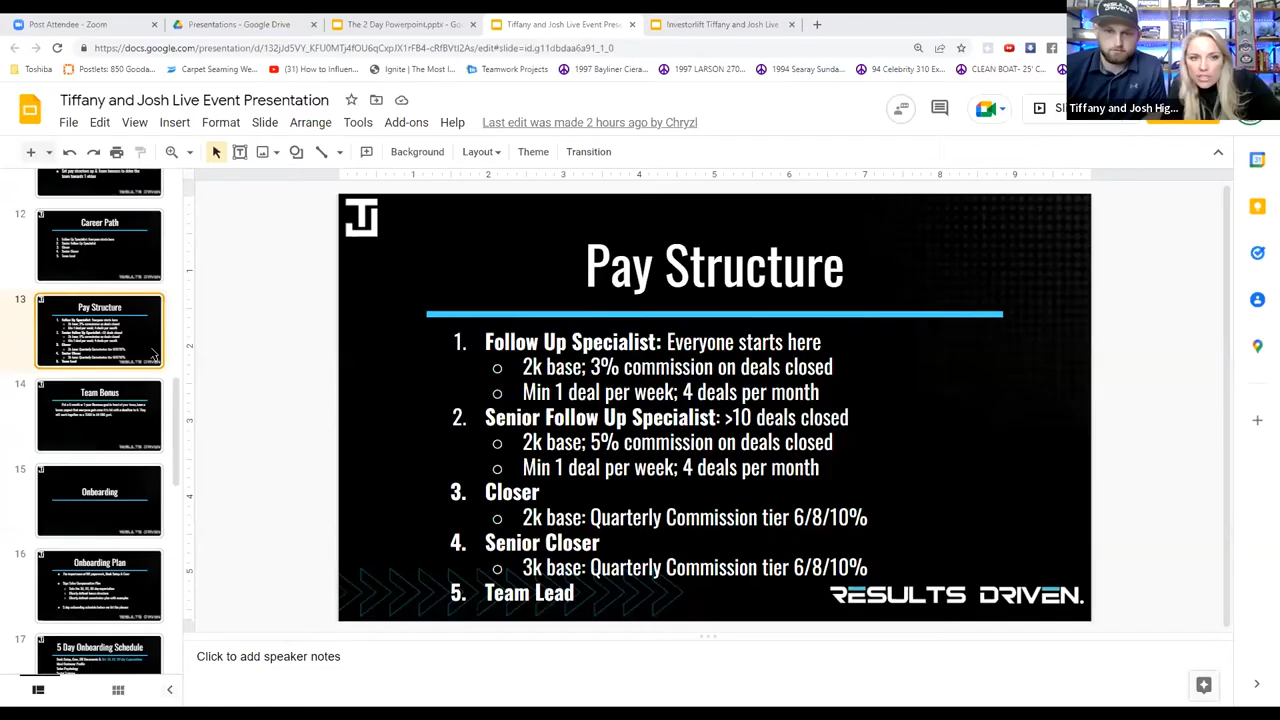 Post Attendee - Zoom
Presentations - Google Drive
The 2 Day Powerpoint.pptx - Goo
Tiffany and Josh Live Event Prese
Investorlift Tiffany and Josh Live
https://docs.google.com/presentation/d/132jJd5VY_KFIJ0MTj4fOU6qCxpJX1rFB4-cRfBVtI2As/edit#slide=id.g11dbdaa6a91_1_0
Toshiba
Postlets: 850 Gooda...
Carpet Seaming We...
(31) How to Influen...
Ignite | The Most I...
Teamwork Projects
1997 Bayliner Ciera...
1997 LARSON 270...
1994 Searay Sunda...
94 Celebrity 310 Ex...
CLEAN BOAT- 25' C...
RESULTS DRIVEN.
Tiffany and Josh Hig...
Tiffany and Josh Live Event Presentation
File Edit View Insert Format Slide Arrange Tools Help
Last edit was made 2 hours ago by Chryzl
Background
Layout
Theme
Transition
12
Career Path
13
Pay Structure
14
Team Bonus
15
Onboarding
16
Onboarding Plan
17
5 Day Onboarding Schedule
Pay Structure
1. Follow Up Specialist: Everyone starts here
2k base; 3% commission on deals closed
Min 1 deal per week; 4 deals per month
2. Senior Follow Up Specialist: >10 deals closed
2k base; 5% commission on deals closed
Min 1 deal per week; 4 deals per month
3. Closer
2k base: Quarterly Commission tier 6/8/10%
4. Senior Closer
3k base: Quarterly Commission tier 6/8/10%
5. Team Lead
RESULTS DRIVEN.
Click to add speaker notes